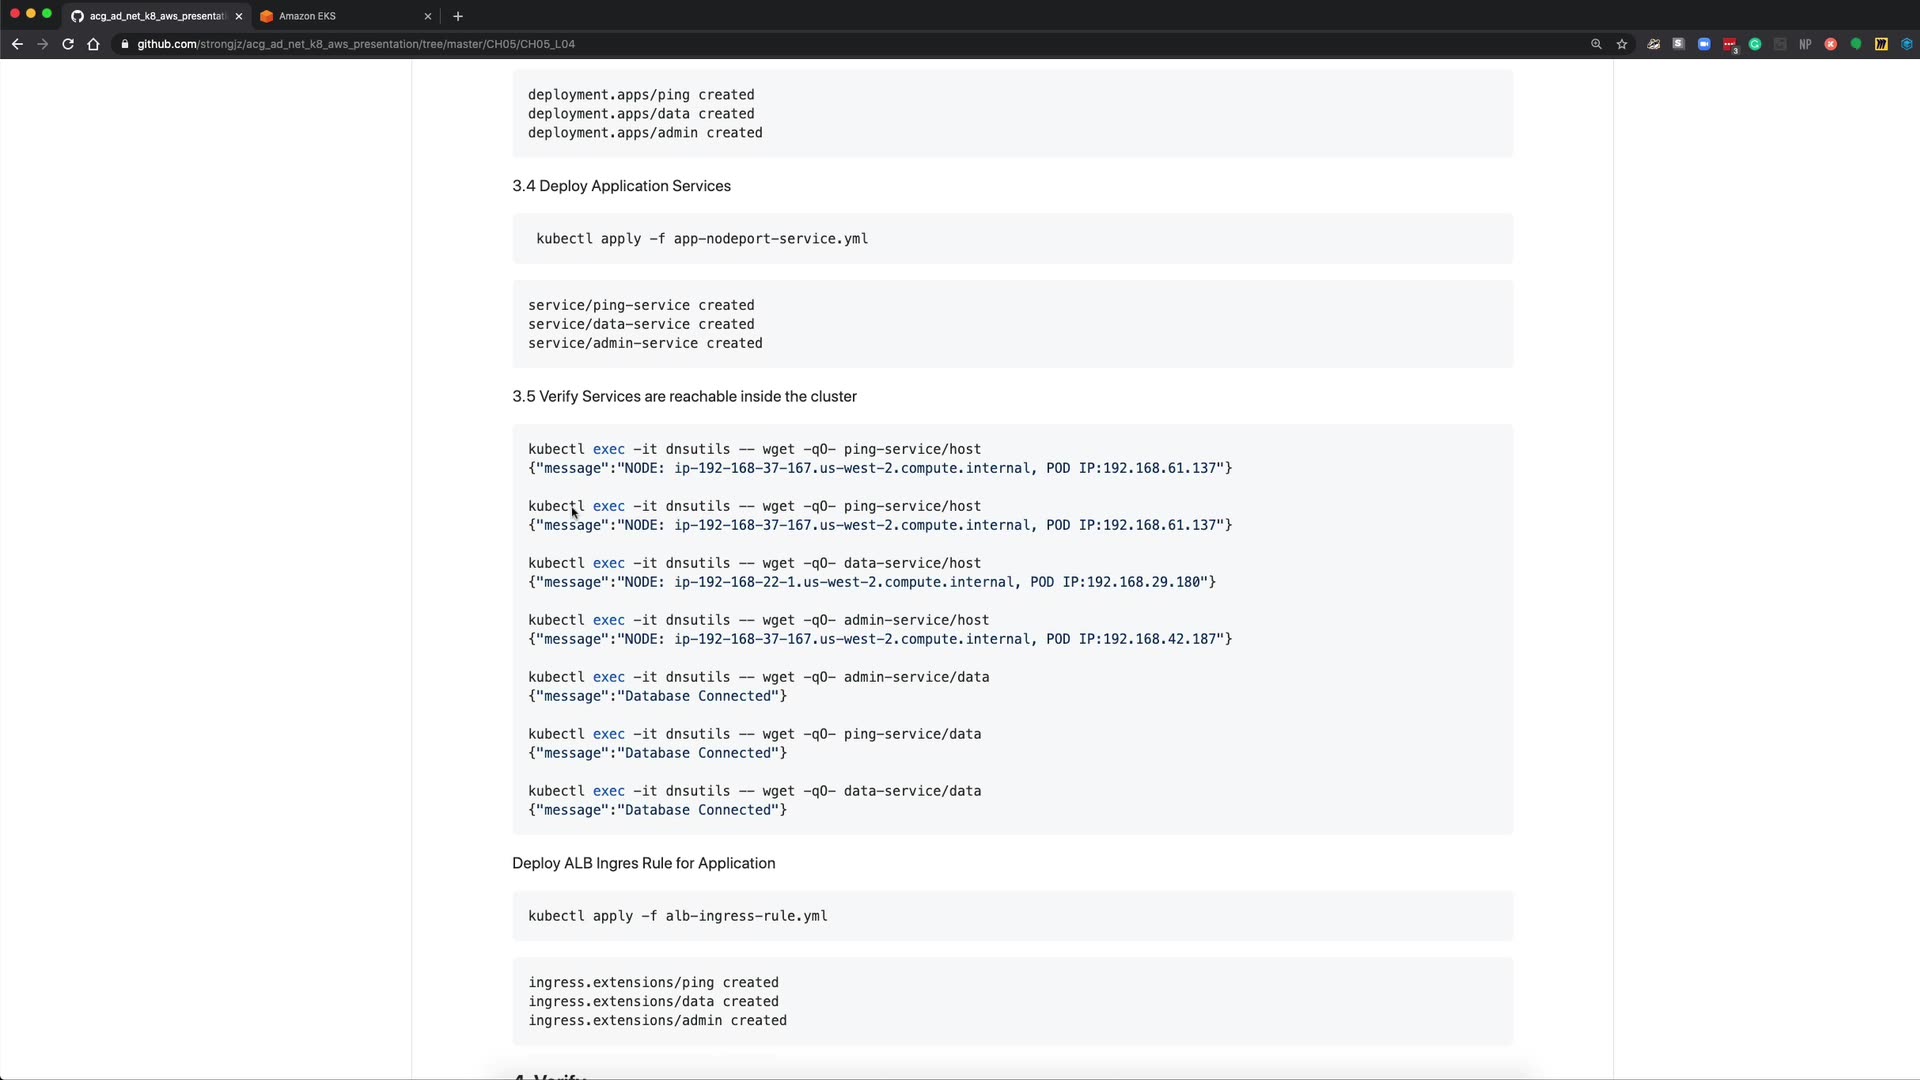 acg_ad_net_k8_aws_presentati
Amazon EKS
github.com/strongjz/acg_ad_net_k8_aws_presentation/tree/master/CH05/CH05_L04
deployment.apps/ping created
deployment.apps/data created
deployment.apps/admin created
3.4 Deploy Application Services
kubectl apply -f app-nodeport-service.yml
service/ping-service created
service/data-service created
service/admin-service created
3.5 Verify Services are reachable inside the cluster
kubectl exec -it dnsutils -- wget -qO- ping-service/host
{"message":"NODE: ip-192-168-37-167.us-west-2.compute.internal, POD IP:192.168.61.137"}
kubectl exec -it dnsutils -- wget -qO- ping-service/host
{"message":"NODE: ip-192-168-37-167.us-west-2.compute.internal, POD IP:192.168.61.137"}
kubectl exec -it dnsutils -- wget -qO- data-service/host
{"message":"NODE: ip-192-168-22-1.us-west-2.compute.internal, POD IP:192.168.29.180"}
kubectl exec -it dnsutils -- wget -qO- admin-service/host
{"message":"NODE: ip-192-168-37-167.us-west-2.compute.internal, POD IP:192.168.42.187"}
kubectl exec -it dnsutils -- wget -qO- admin-service/data
{"message":"Database Connected"}
kubectl exec -it dnsutils -- wget -qO- ping-service/data
{"message":"Database Connected"}
kubectl exec -it dnsutils -- wget -qO- data-service/data
{"message":"Database Connected"}
Deploy ALB Ingres Rule for Application
kubectl apply -f alb-ingress-rule.yml
ingress.extensions/ping created
ingress.extensions/data created
ingress.extensions/admin created
4. Verify